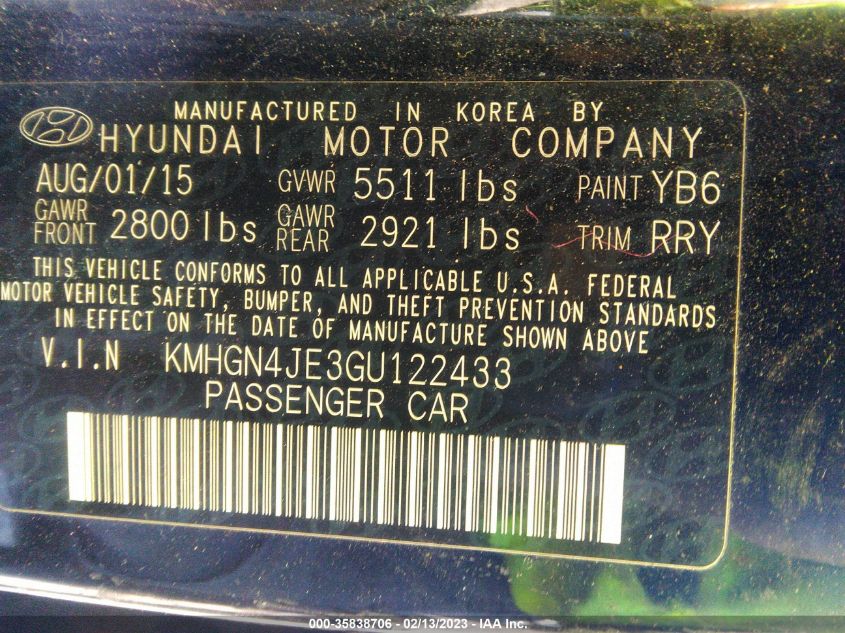 MANUFACTURED IN KOREA BY
HYUNDAI MOTOR COMPANY
AUG/01/15 GVWR 5511 lbs PAINT YB6
GAWR FRONT 2800 lbs GAWR REAR 2921 lbs TRIM RRY
THIS VEHICLE CONFORMS TO ALL APPLICABLE U.S.A. FEDERAL
MOTOR VEHICLE SAFETY, BUMPER, AND THEFT PREVENTION STANDARDS
IN EFFECT ON THE DATE OF MANUFACTURE SHOWN ABOVE
V.I.N KMHGN4JE3GU122433
PASSENGER CAR
000-35838706 - 02/13/2023 - IAA Inc.